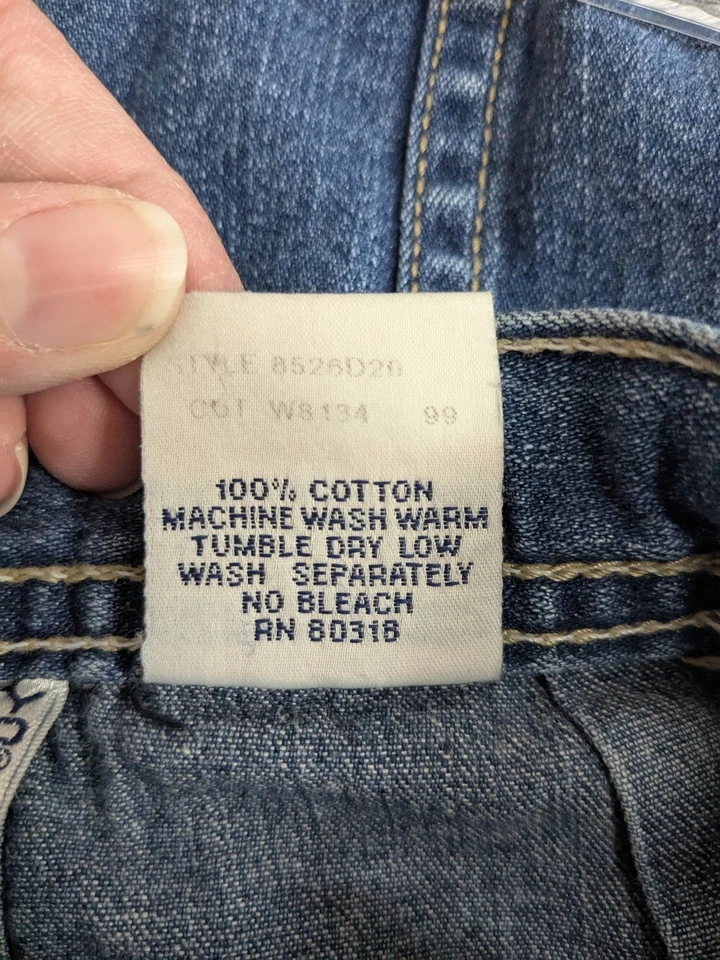 STYLE 8526D26
CUT W8134 99
100% COTTON
MACHINE WASH WARM
TUMBLE DRY LOW
WASH SEPARATELY
NO BLEACH
RN 80318